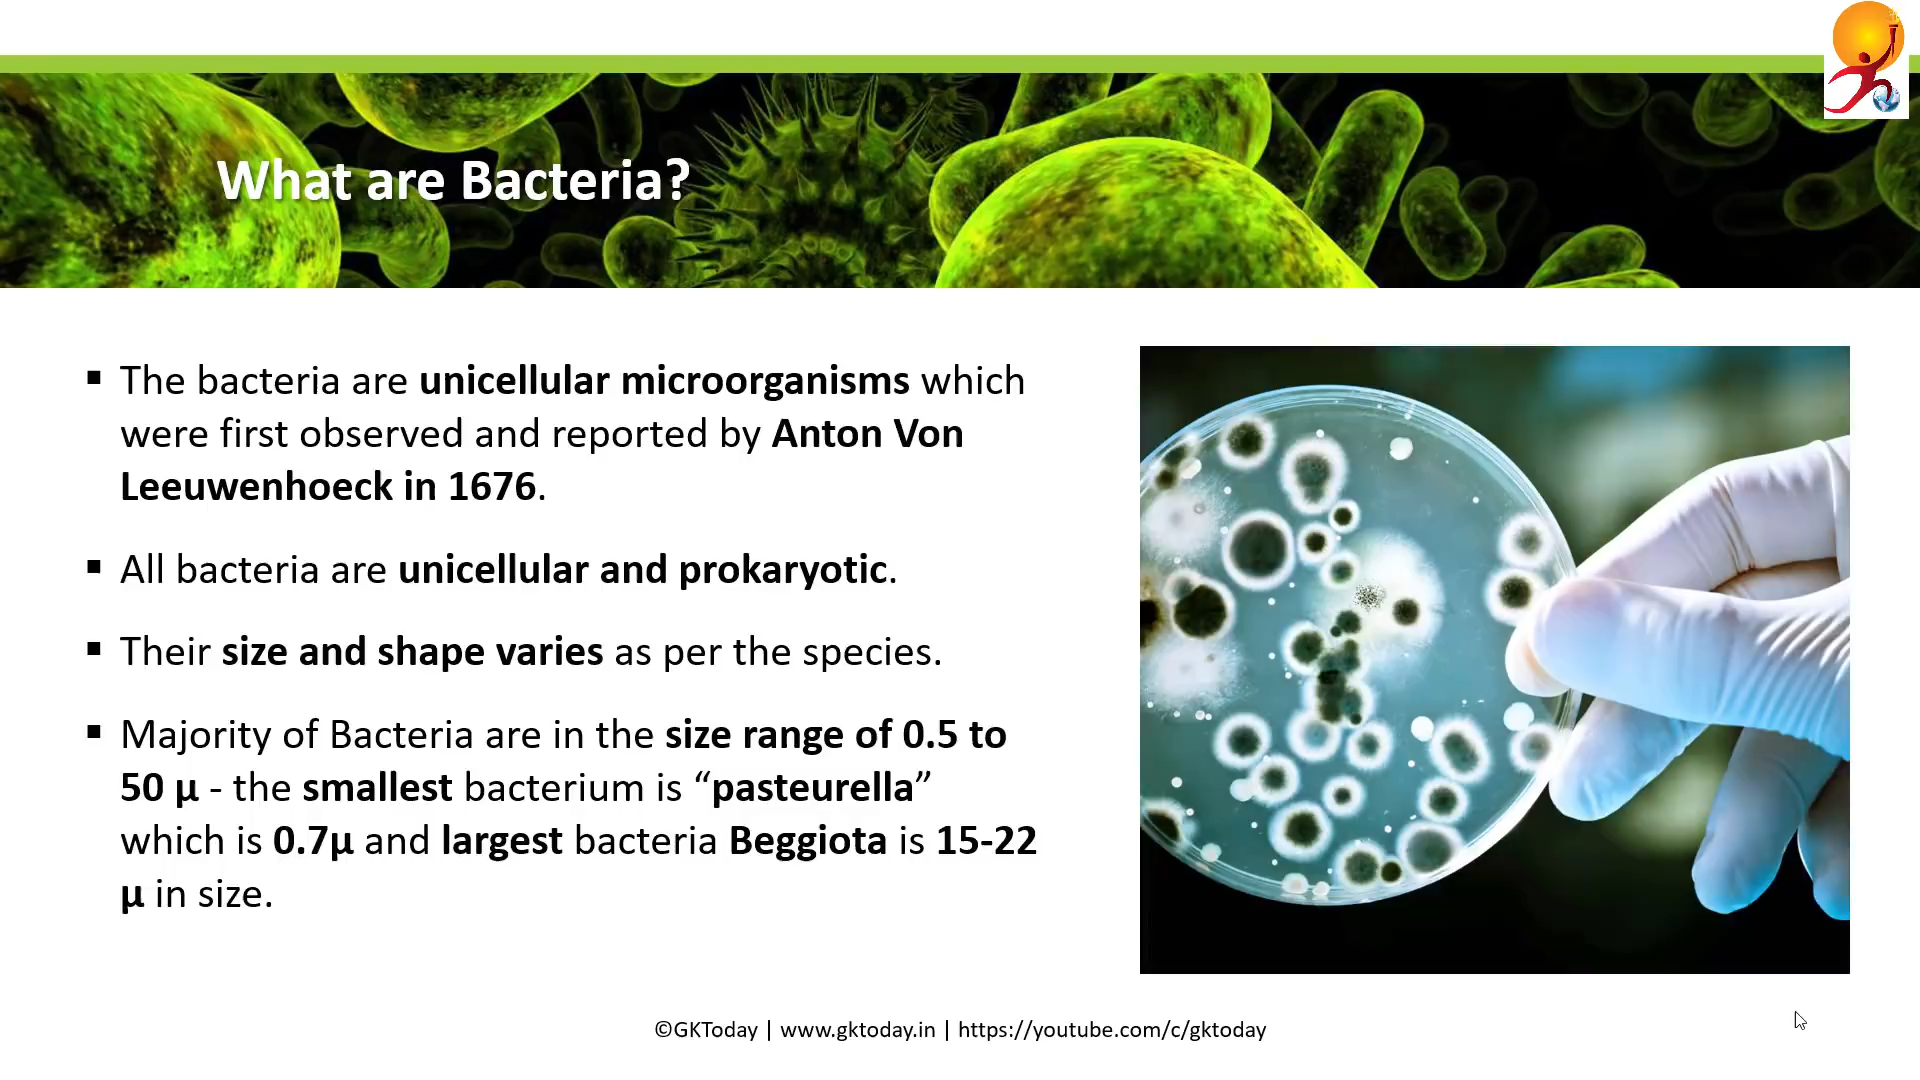 What are Bacteria?
▪ The bacteria are unicellular microorganisms which
were first observed and reported by Anton Von
Leeuwenhoeck in 1676.
▪ All bacteria are unicellular and prokaryotic.
▪ Their size and shape varies as per the species.
▪ Majority of Bacteria are in the size range of 0.5 to
50 µ - the smallest bacterium is “pasteurella”
which is 0.7µ and largest bacteria Beggiota is 15-22
µ in size.
©GKToday | www.gktoday.in | https://youtube.com/c/gktoday